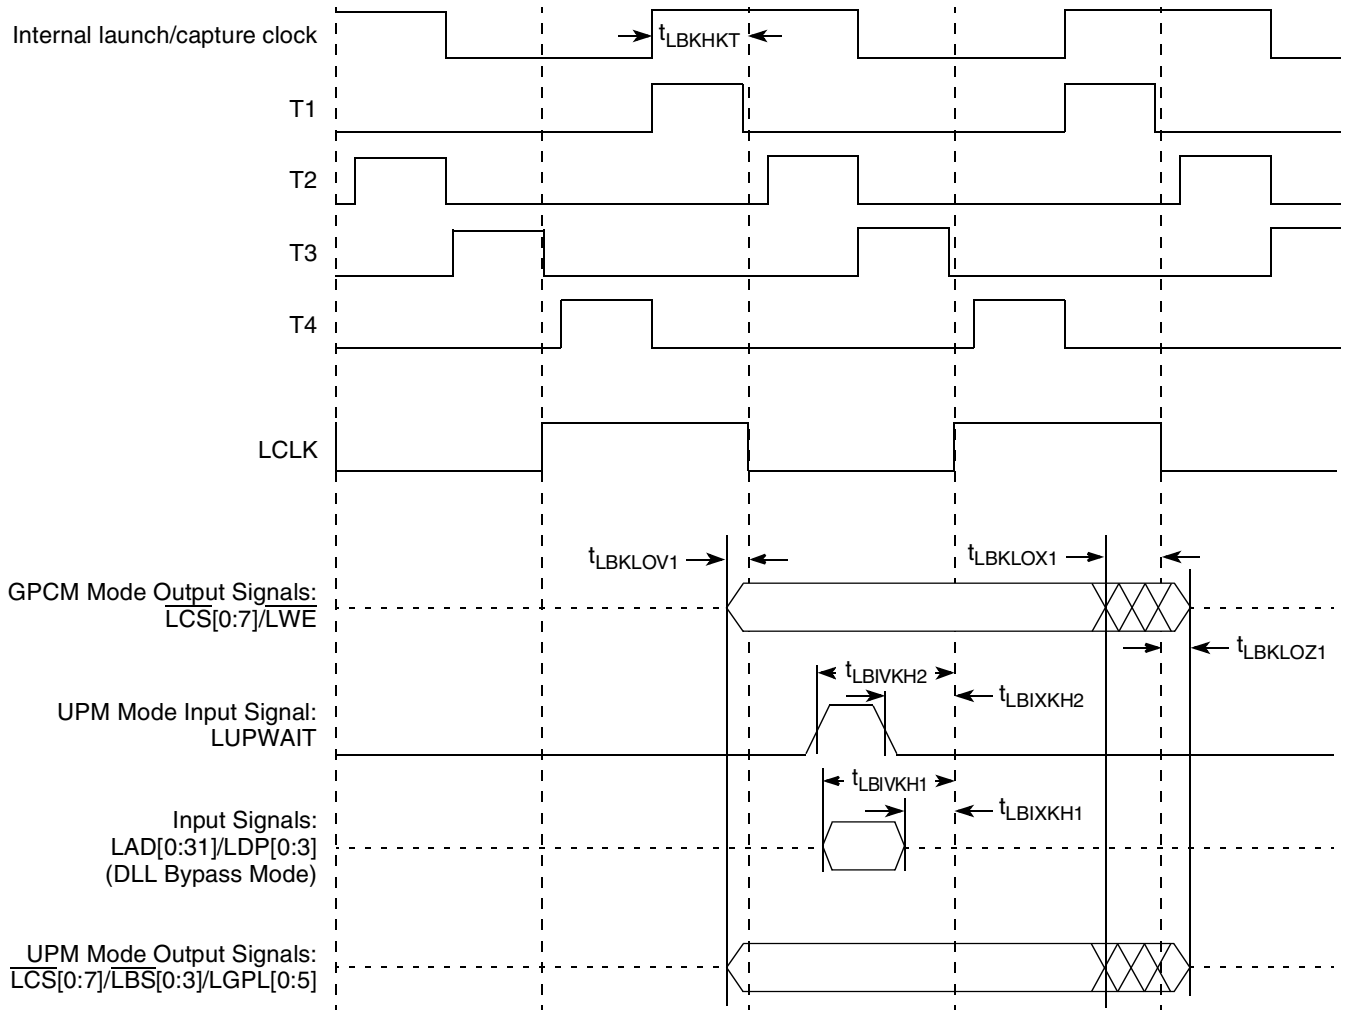 Internal launch/capture clock
tLBKHKT
T1
T2
T3
T4
LCLK
tLBKLOV1
tLBKLOX1
GPCM Mode Output Signals:
LCS[0:7]/LWE
tLBKLOZ1
tLBIVKH2
tLBIXKH2
UPM Mode Input Signal:
LUPWAIT
tLBIVKH1
tLBIXKH1
Input Signals:
LAD[0:31]/LDP[0:3]
(DLL Bypass Mode)
UPM Mode Output Signals:
LCS[0:7]/LBS[0:3]/LGPL[0:5]